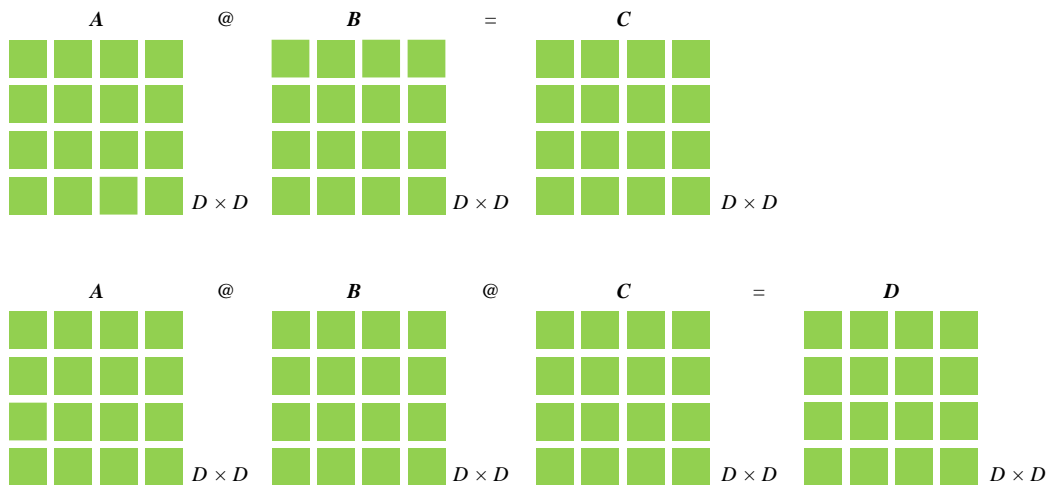 A @ B = C
D × D D × D D × D
A @ B @ C = D
D × D D × D D × D D × D